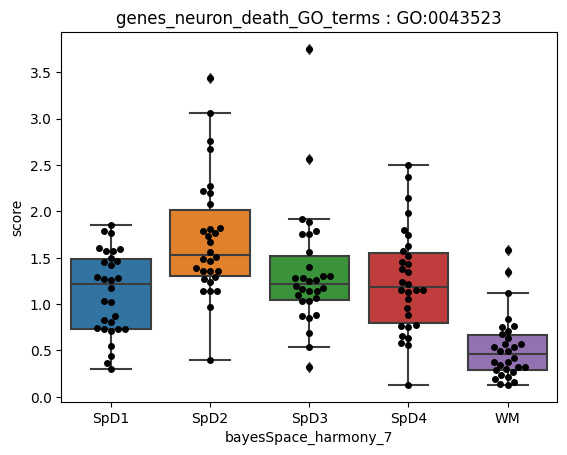 genes_neuron_death_GO_terms : GO:0043523
3.5
3.0
2.5
2.0
1.5
1.0
0.5
0.0
score
SpD1 SpD2 SpD3 SpD4 WM
bayesSpace_harmony_7